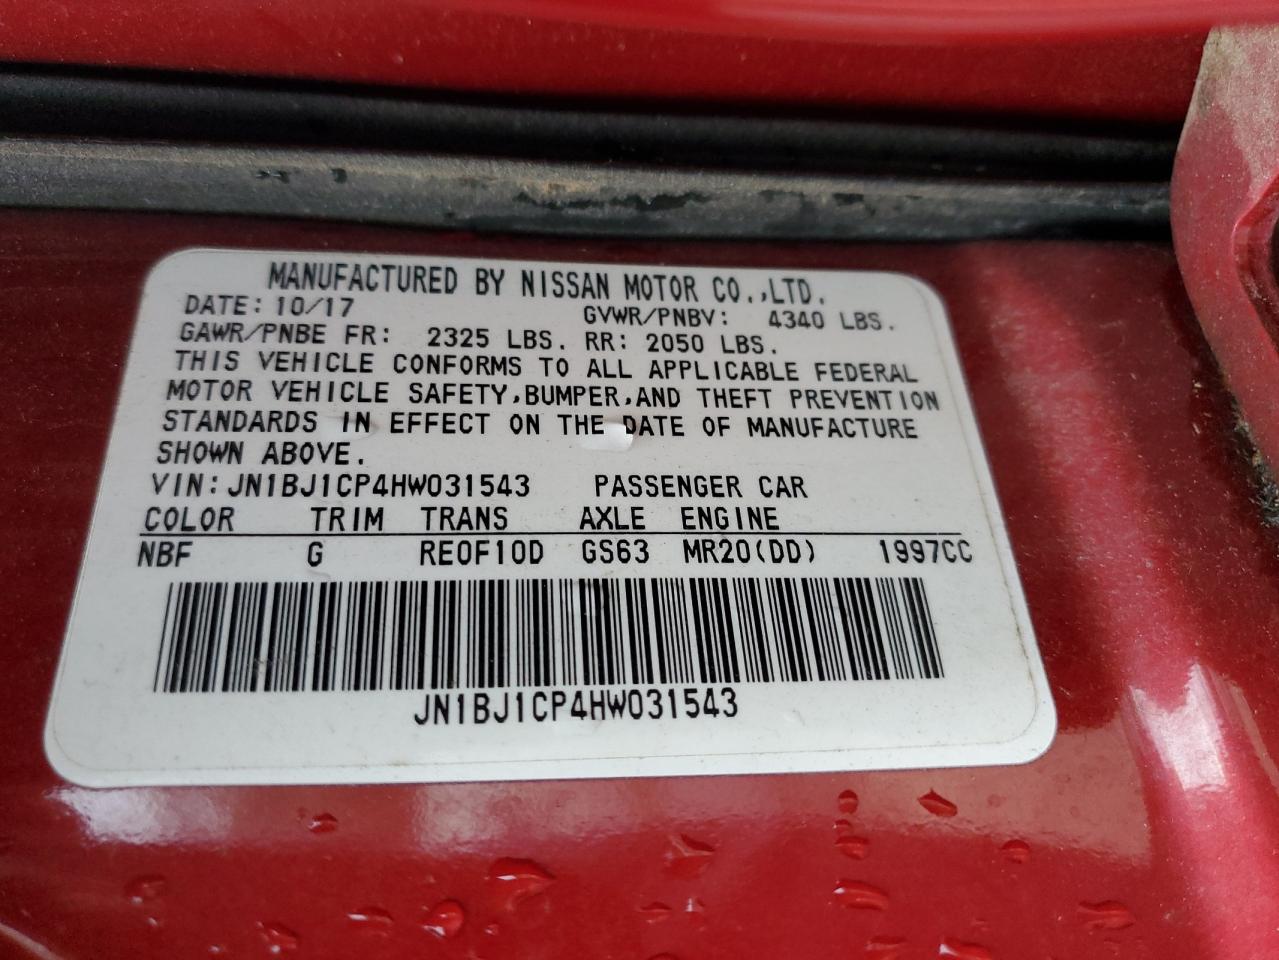 MANUFACTURED BY NISSAN MOTOR CO.,LTD.
DATE: 10/17 GVWR/PNBV: 4340 LBS.
GAWR/PNBE FR: 2325 LBS. RR: 2050 LBS.
THIS VEHICLE CONFORMS TO ALL APPLICABLE FEDERAL
MOTOR VEHICLE SAFETY,BUMPER,AND THEFT PREVENTION
STANDARDS IN EFFECT ON THE DATE OF MANUFACTURE
SHOWN ABOVE.
VIN: JN1BJ1CP4HW031543 PASSENGER CAR
COLOR TRIM TRANS AXLE ENGINE
NBF G RE0F10D GS63 MR20(DD) 1997CC
JN1BJ1CP4HW031543